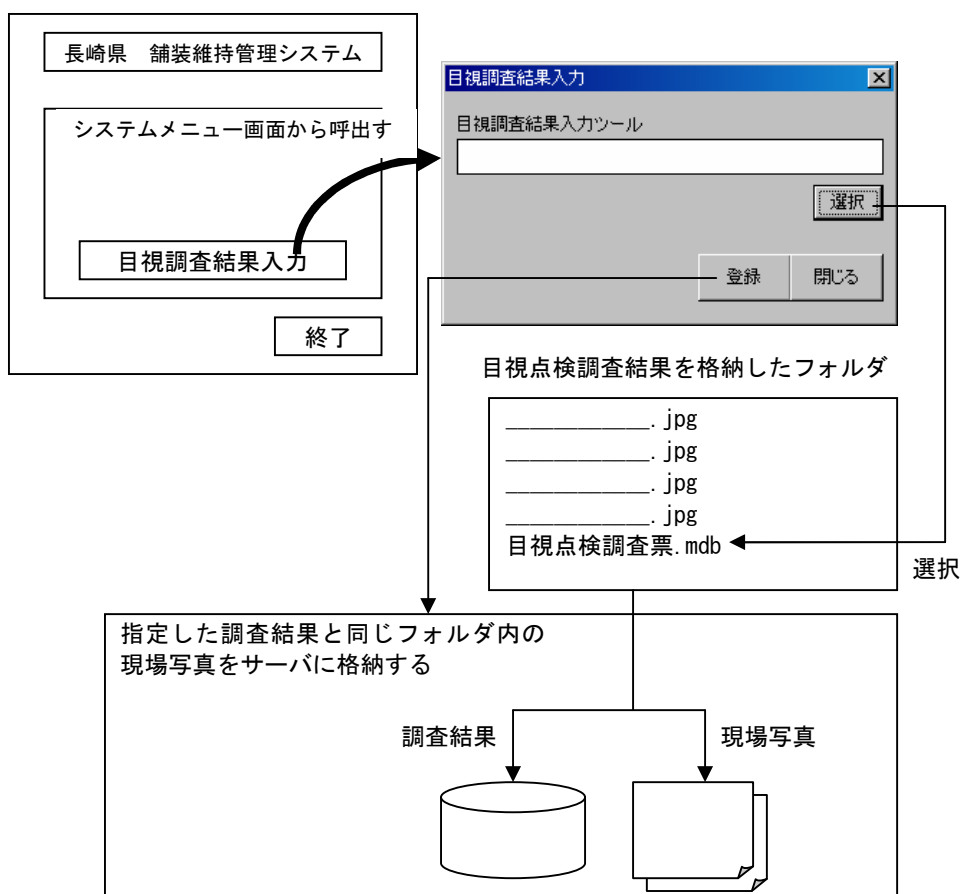 長崎県　舗装維持管理システム
システムメニュー画面から呼出す
目視調査結果入力
終了
目視調査結果入力
目視調査結果入力ツール
選択
登録
閉じる
目視点検調査結果を格納したフォルダ
____________.jpg
____________.jpg
____________.jpg
____________.jpg
目視点検調査票.mdb
選択
指定した調査結果と同じフォルダ内の
現場写真をサーバに格納する
調査結果
現場写真